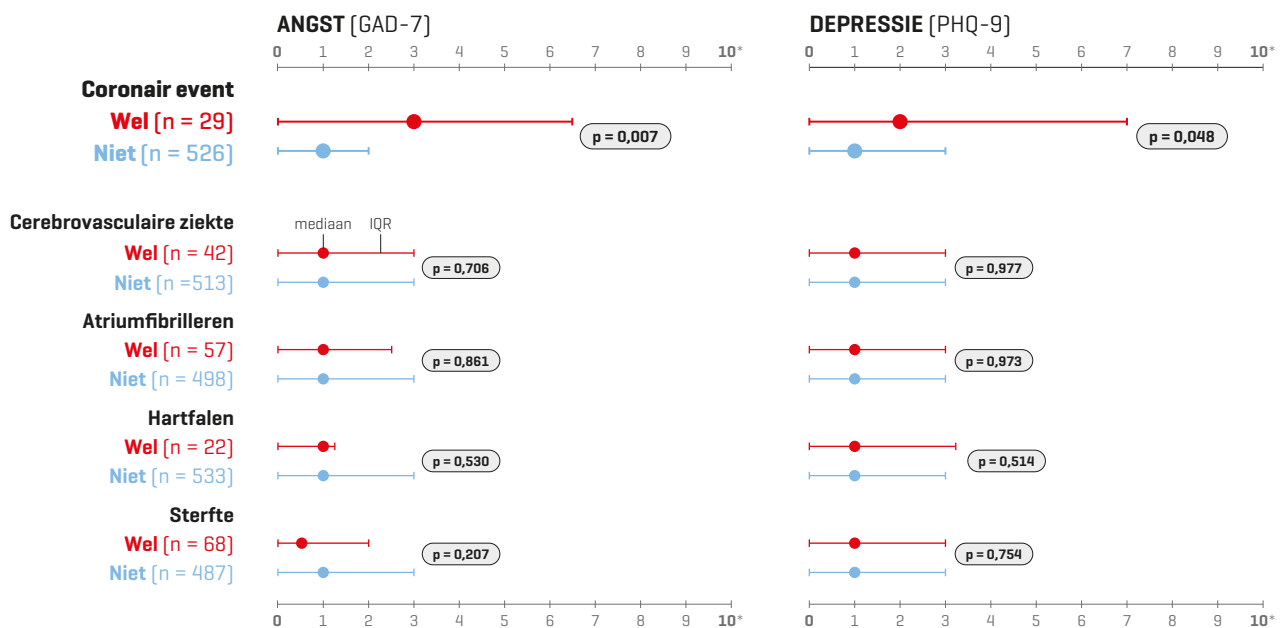 ANGST (GAD-7) DEPRESSIE (PHQ-9)
0 1 2 3 4 5 6 7 8 9 10* 0 1 2 3 4 5 6 7 8 9 10*
Coronair event
Wel (n = 29) p = 0,007 p = 0,048
Niet (n = 526)
Cerebrovasculaire ziekte mediaan IQR
Wel (n = 42) p = 0,706 p = 0,977
Niet (n =513)
Atriumfibrilleren
Wel (n = 57) p = 0,861 p = 0,973
Niet (n = 498)
Hartfalen
Wel (n = 22) p = 0,530 p = 0,514
Niet (n = 533)
Sterfte
Wel (n = 68) p = 0,207 p = 0,754
Niet (n = 487)
0 1 2 3 4 5 6 7 8 9 10* 0 1 2 3 4 5 6 7 8 9 10*